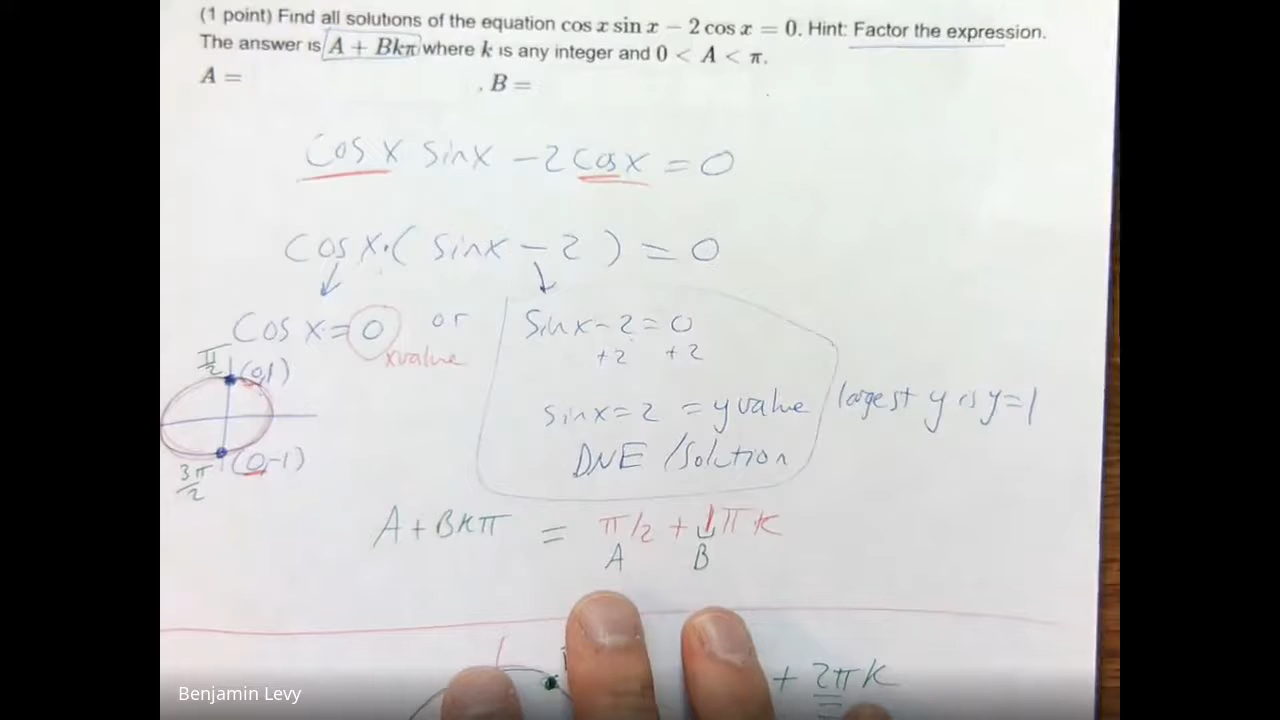 (1 point) Find all solutions of the equation cos x sin x − 2 cos x = 0. Hint: Factor the expression.
The answer is A + Bkπ where k is any integer and 0 < A < π.
A = . B =
Cos x sinx − 2 cos x = 0
Cos x · ( sinx − 2 ) = 0
Cos x = 0 or sinx − 2 = 0
xvalue +2 +2
π/2 (0,1)
sinx = 2 = y value largest y is y=1
DNE / Solution
(0,-1)
3π/2
A + BKπ = π/2 + 1πK
A B
+ 2πK
Benjamin Levy